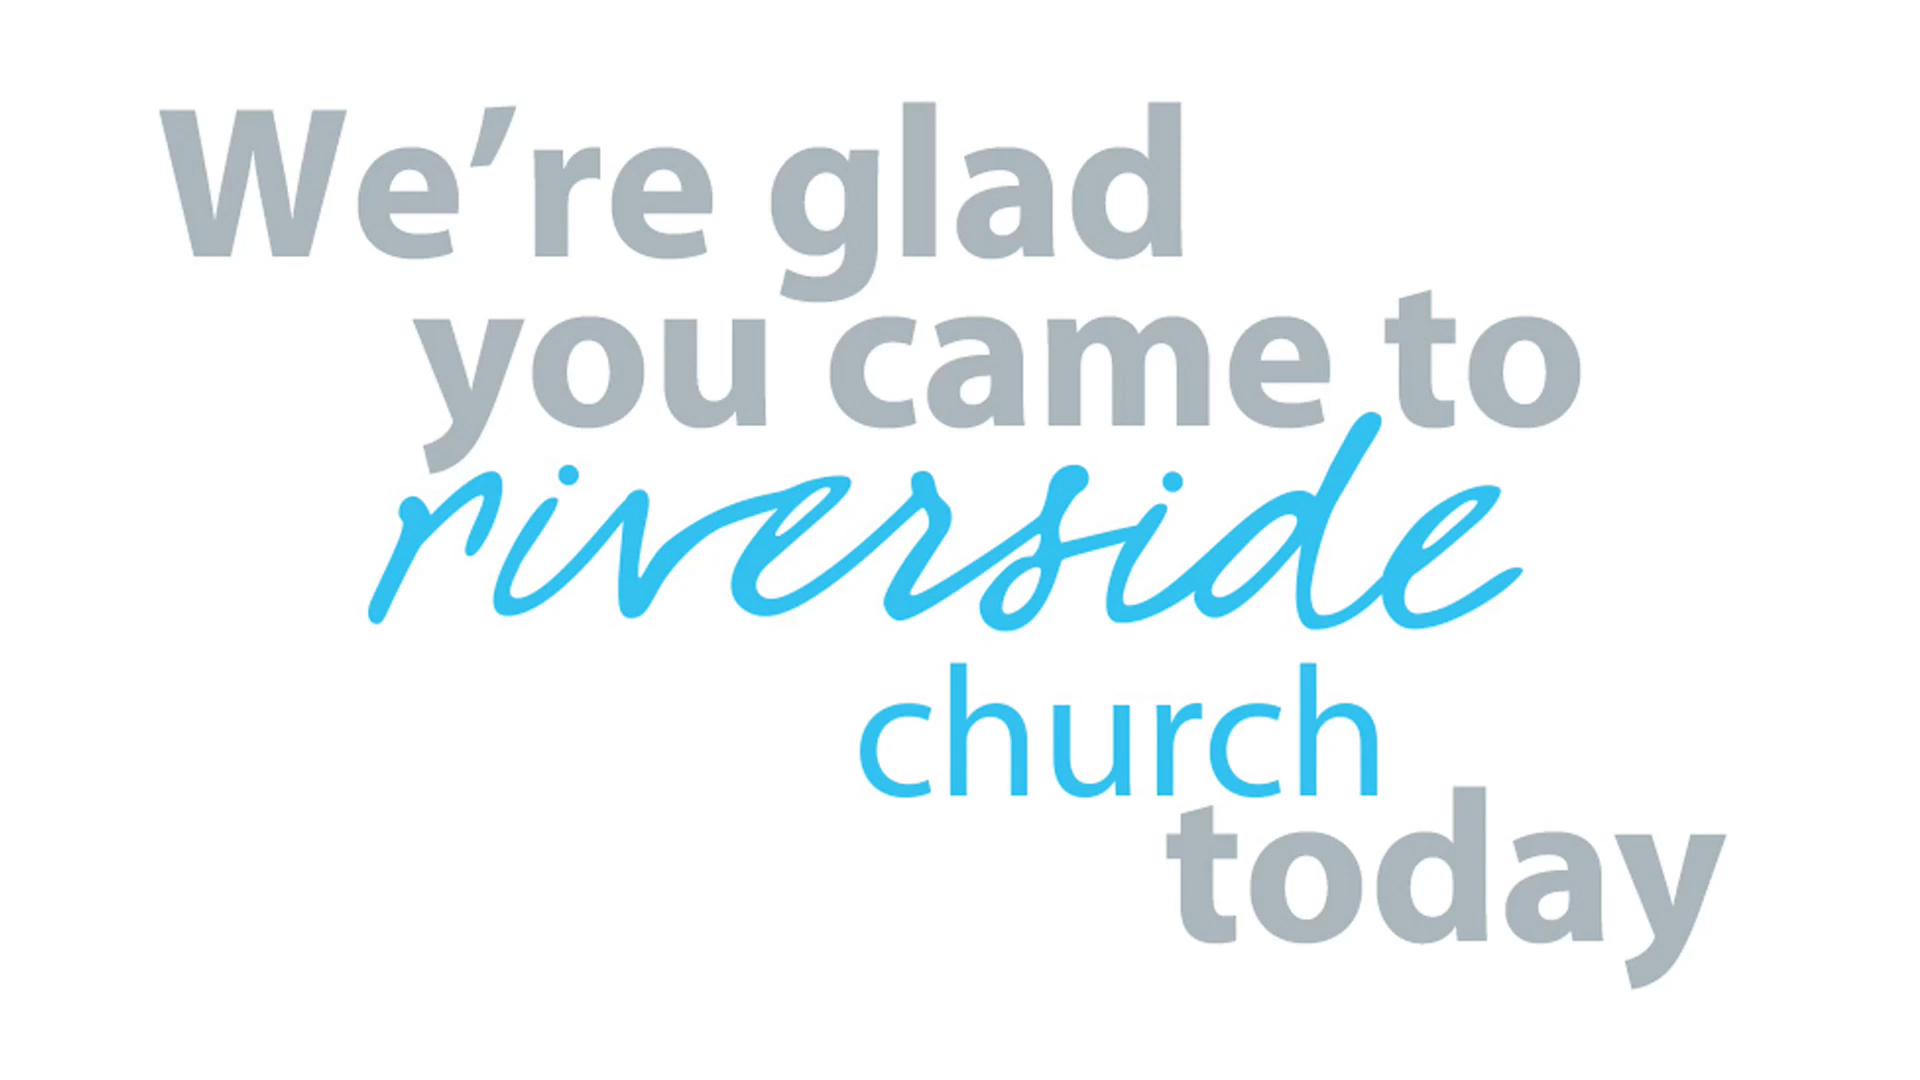 We’re glad
you came to
riverside
church
today